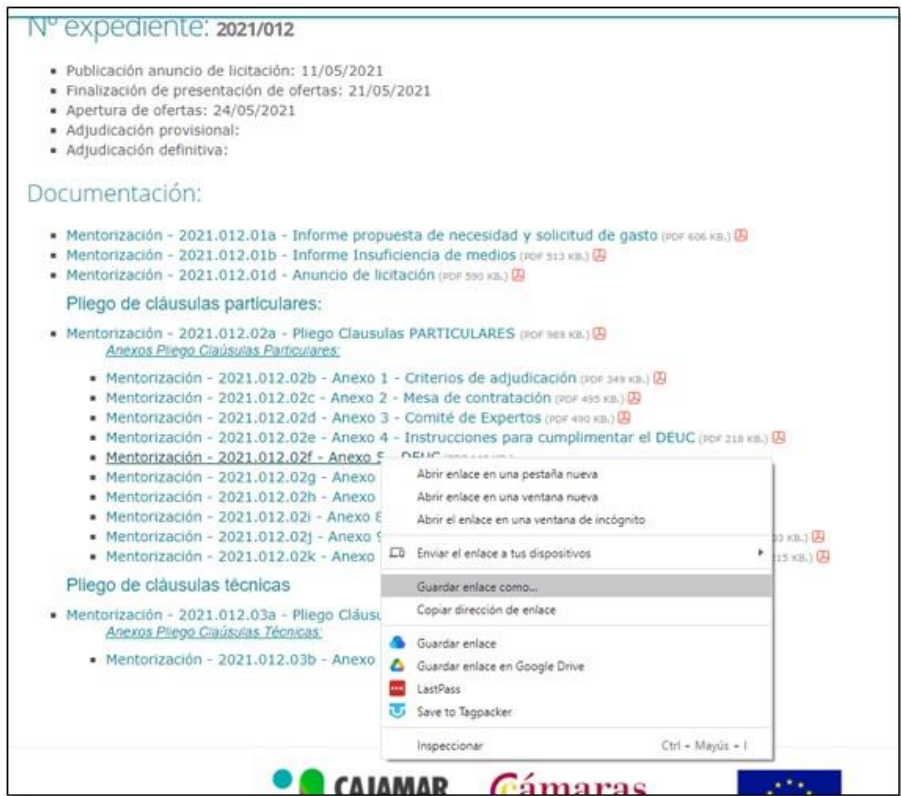 Nº expediente: 2021/012
Publicación anuncio de licitación: 11/05/2021
Finalización de presentación de ofertas: 21/05/2021
Apertura de ofertas: 24/05/2021
Adjudicación provisional:
Adjudicación definitiva:
Documentación:
Mentorización - 2021.012.01a - Informe propuesta de necesidad y solicitud de gasto (PDF 606 KB.)
Mentorización - 2021.012.01b - Informe Insuficiencia de medios (PDF 513 KB.)
Mentorización - 2021.012.01d - Anuncio de licitación (PDF 590 KB.)
Pliego de cláusulas particulares:
Mentorización - 2021.012.02a - Pliego Clausulas PARTICULARES (PDF 989 KB.)
Anexos Pliego Claúsulas Particulares:
Mentorización - 2021.012.02b - Anexo 1 - Criterios de adjudicación (PDF 349 KB.)
Mentorización - 2021.012.02c - Anexo 2 - Mesa de contratación (PDF 495 KB.)
Mentorización - 2021.012.02d - Anexo 3 - Comité de Expertos (PDF 490 KB.)
Mentorización - 2021.012.02e - Anexo 4 - Instrucciones para cumplimentar el DEUC (PDF 218 KB.)
Mentorización - 2021.012.02f - Anexo 5 - DEUC
Mentorización - 2021.012.02g - Anexo
Mentorización - 2021.012.02h - Anexo
Mentorización - 2021.012.02i - Anexo 8
Mentorización - 2021.012.02j - Anexo 9 KB.)
Mentorización - 2021.012.02k - Anexo 15 KB.)
Pliego de cláusulas técnicas
Mentorización - 2021.012.03a - Pliego Cláusu
Anexos Pliego Claúsulas Técnicas:
Mentorización - 2021.012.03b - Anexo
Abrir enlace en una pestaña nueva
Abrir enlace en una ventana nueva
Abrir el enlace en una ventana de incógnito
Enviar el enlace a tus dispositivos
Guardar enlace como...
Copiar dirección de enlace
Guardar enlace
Guardar enlace en Google Drive
LastPass
Save to Tagpacker
Inspeccionar Ctrl + Mayús + I
CAJAMAR Cámaras